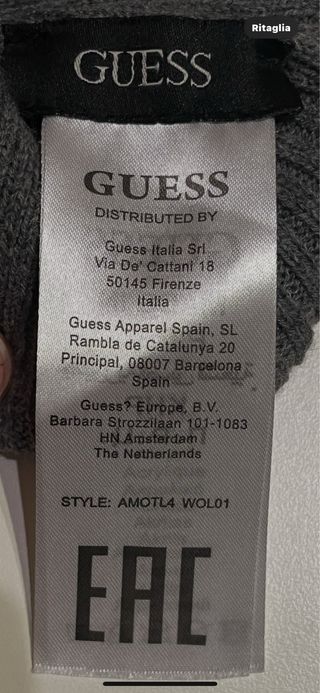 Ritaglia
GUESS
GUESS
DISTRIBUTED BY
Guess Italia Srl
Via De' Cattani 18
50145 Firenze
Italia
Guess Apparel Spain, SL
Rambla de Catalunya 20
Principal, 08007 Barcelona
Spain
Guess? Europe, B.V.
Barbara Strozzilaan 101-1083
HN Amsterdam
The Netherlands
STYLE: AMOTL4 WOL01
EAC